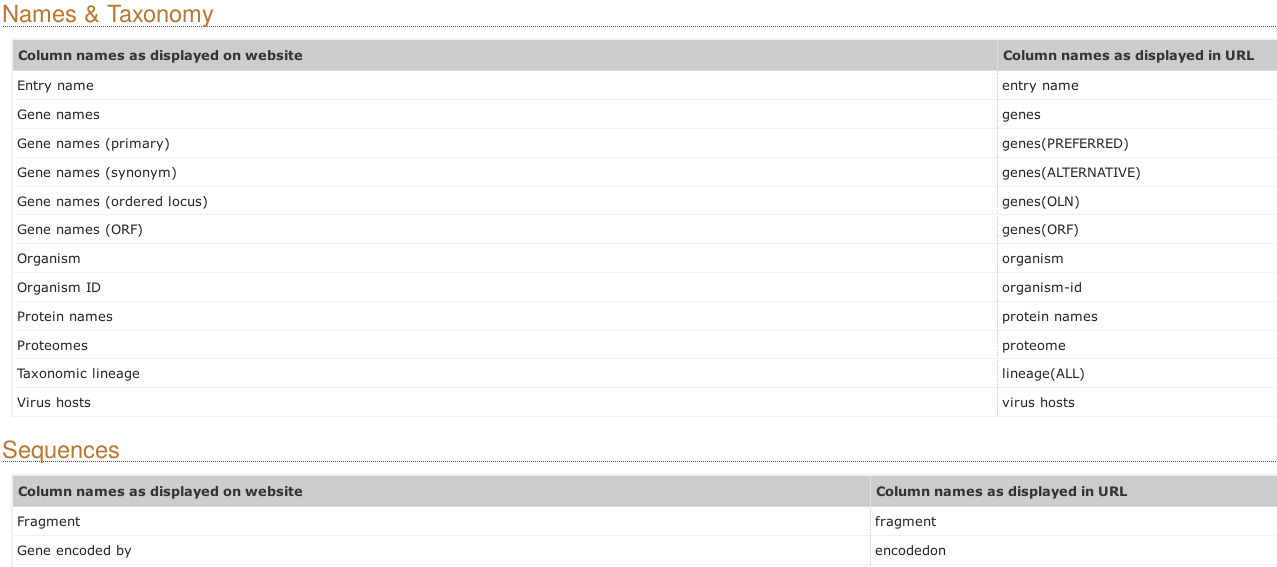 Names & Taxonomy
Column names as displayed on website Column names as displayed in URL
Entry name entry name
Gene names genes
Gene names (primary) genes(PREFERRED)
Gene names (synonym) genes(ALTERNATIVE)
Gene names (ordered locus) genes(OLN)
Gene names (ORF) genes(ORF)
Organism organism
Organism ID organism-id
Protein names protein names
Proteomes proteome
Taxonomic lineage lineage(ALL)
Virus hosts virus hosts
Sequences
Column names as displayed on website Column names as displayed in URL
Fragment fragment
Gene encoded by encodedon